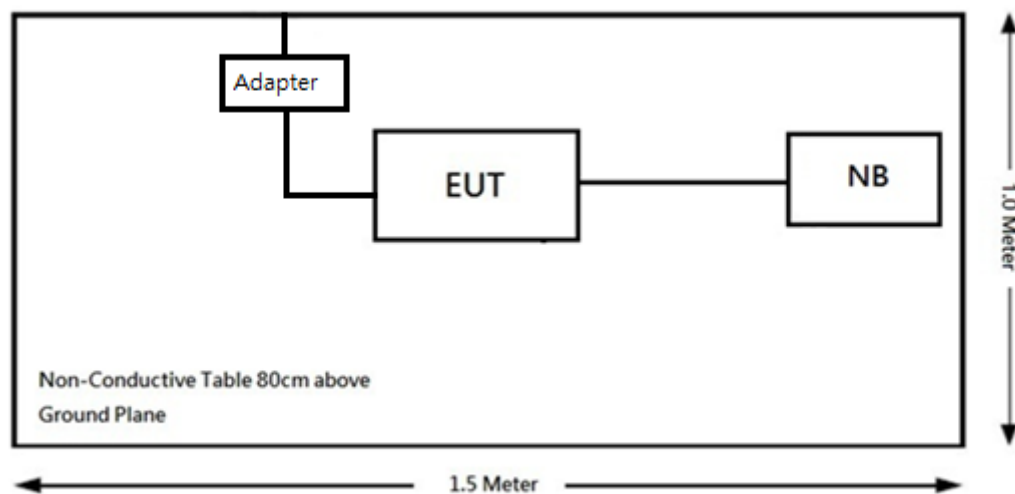 Adapter
EUT
NB
1.0 Meter
Non-Conductive Table 80cm above
Ground Plane
1.5 Meter